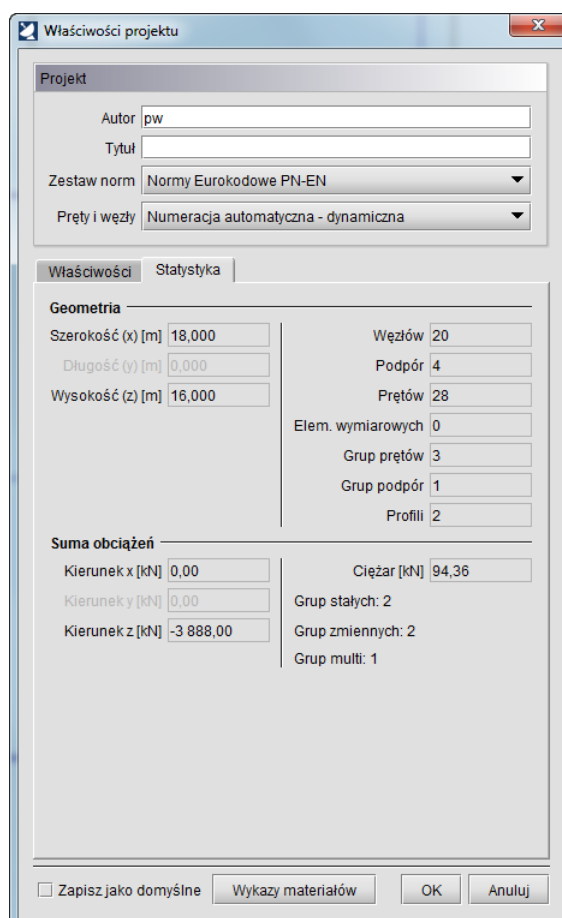 Właściwości projektu
Projekt
Autor pw
Tytuł
Zestaw norm Normy Eurokodowe PN-EN
Pręty i węzły Numeracja automatyczna - dynamiczna
Właściwości Statystyka
Geometria
Szerokość (x) [m] 18,000
Długość (y) [m] 0,000
Wysokość (z) [m] 16,000
Węzłów 20
Podpór 4
Prętów 28
Elem. wymiarowych 0
Grup prętów 3
Grup podpór 1
Profili 2
Suma obciążeń
Kierunek x [kN] 0,00
Kierunek y [kN] 0,00
Kierunek z [kN] -3 888,00
Ciężar [kN] 94,36
Grup stałych: 2
Grup zmiennych: 2
Grup multi: 1
Zapisz jako domyślne Wykazy materiałów OK Anuluj